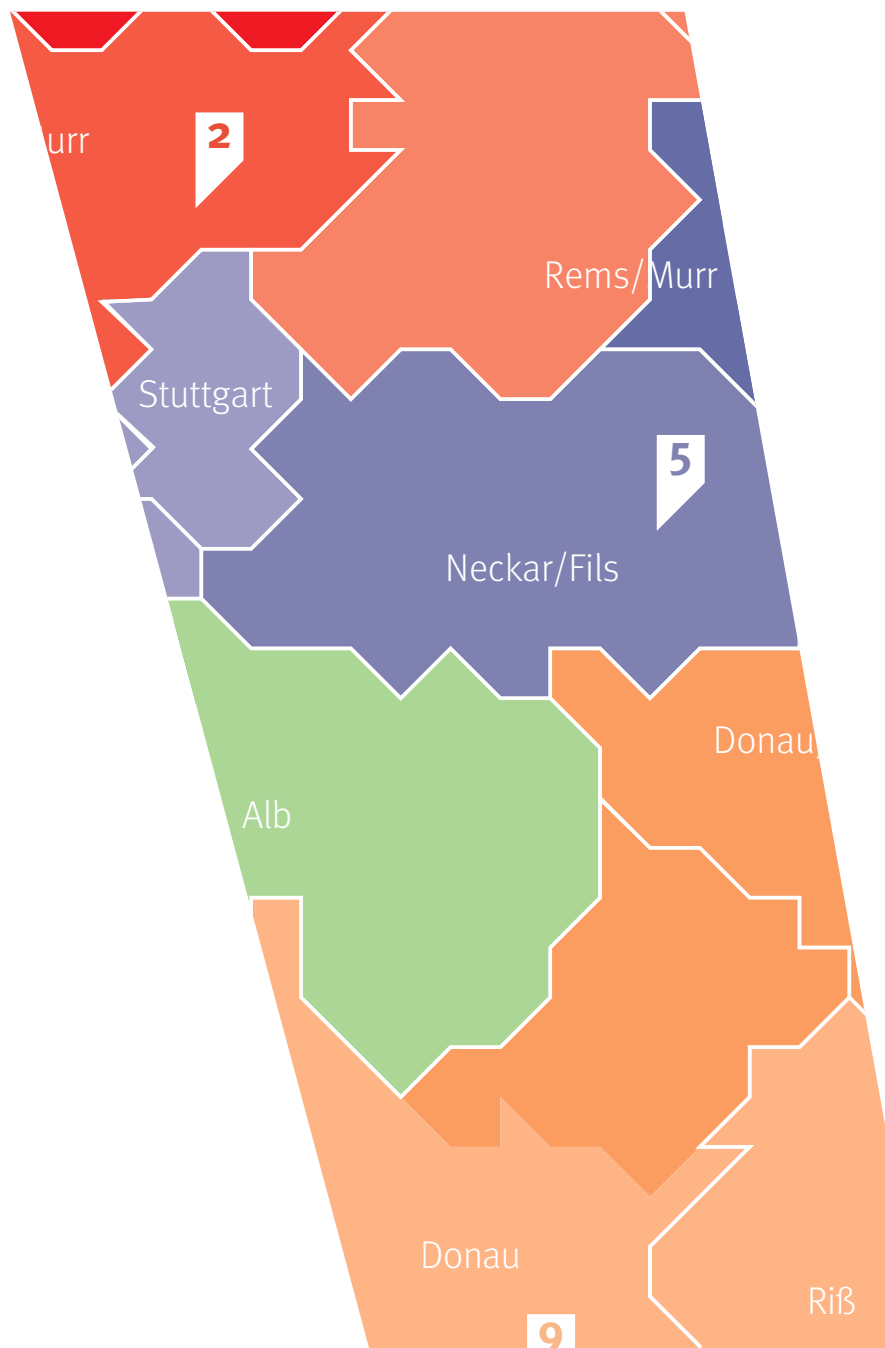 urr
2
Rems/Murr
Stuttgart
5
Neckar/Fils
Donau/
Alb
Donau
Riß
9